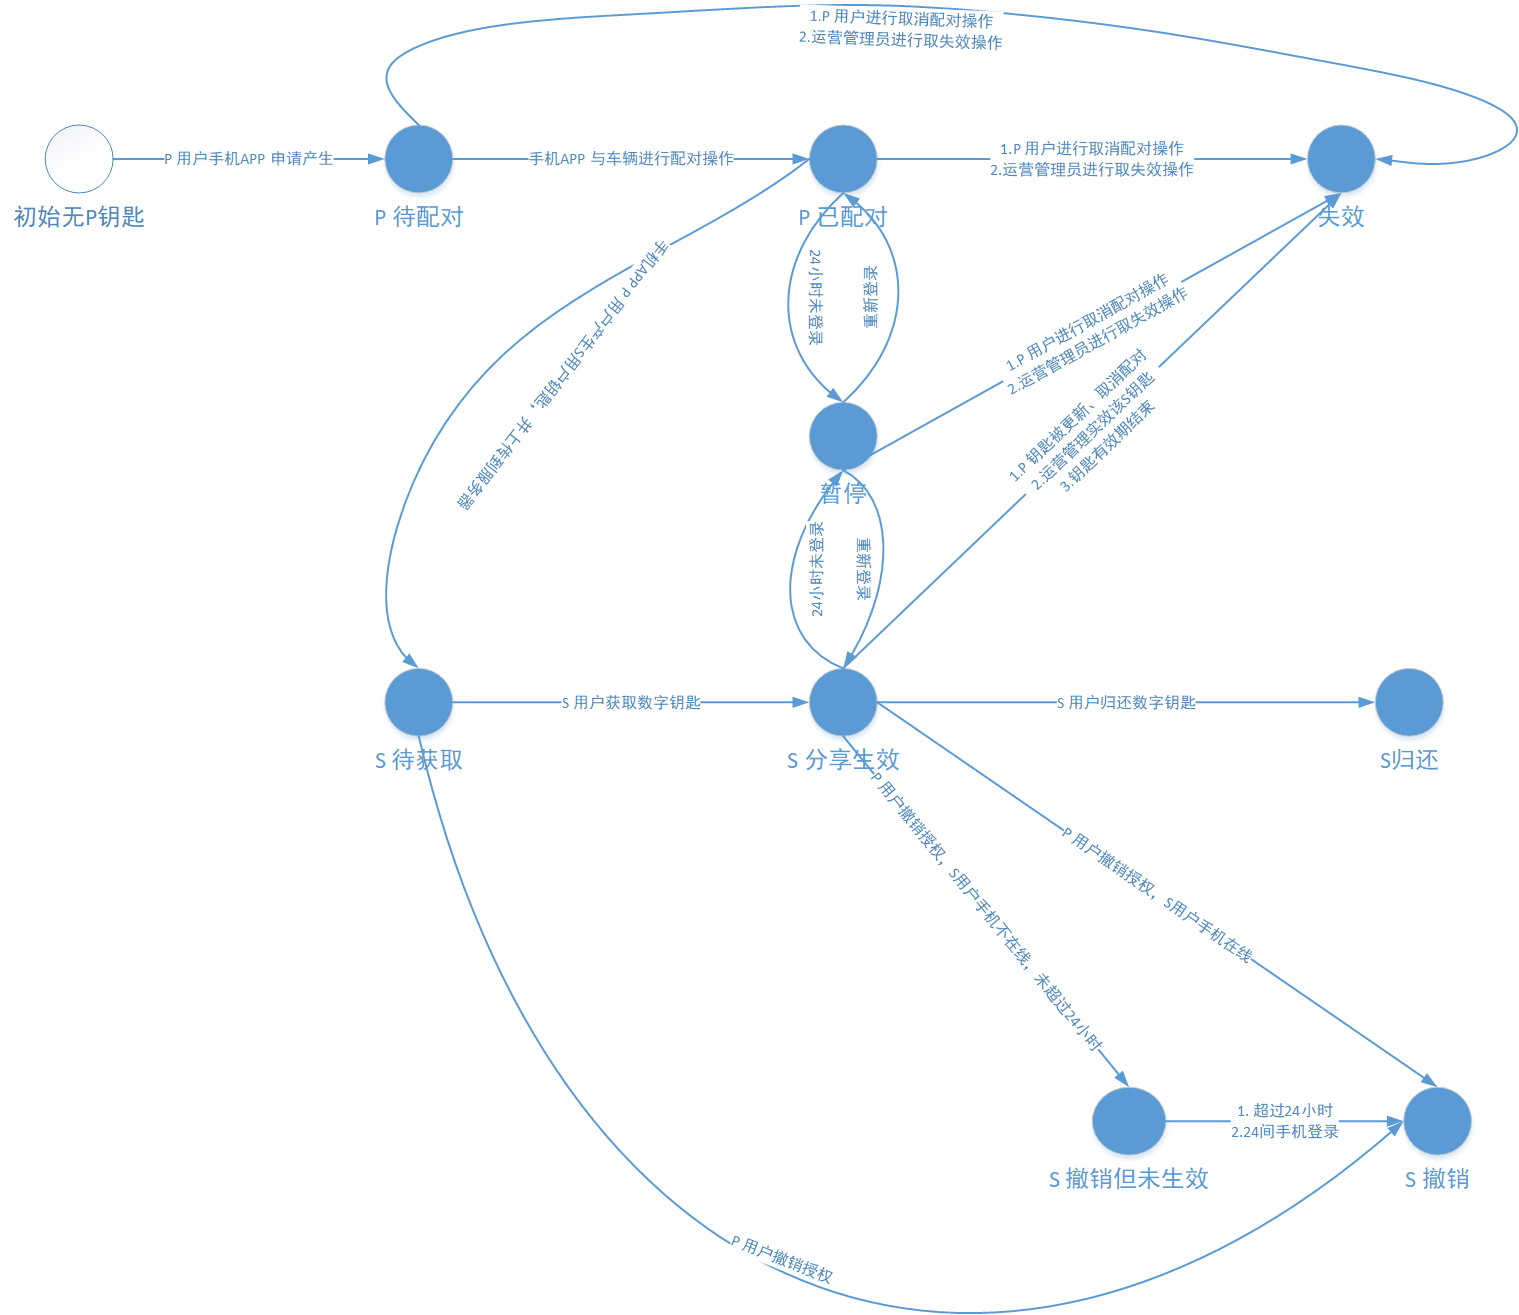 1.P 用户进行取消配对操作
2.运营管理员进行取失效操作
P 用户手机APP 申请产生
手机APP 与车辆进行配对操作
1.P 用户进行取消配对操作
2.运营管理员进行取失效操作
初始无P钥匙
P 待配对
P 已配对
失效
手机APP P 用户产生S用户钥匙，并上传到服务器
24小时未登录
重新登录
1.P 用户进行取消配对操作
2.运营管理员进行取失效操作
1.P 钥匙被更新、取消配对
2.运营管理实效该S钥匙
3.钥匙有效期结束
暂停
24小时未登录
重新登录
S 用户获取数字钥匙
S 用户归还数字钥匙
S 待获取
S 分享生效
S归还
P 用户撤销授权，S用户手机不在线，未超过24小时
P 用户撤销授权，S用户手机在线
1. 超过24小时
2.24间手机登录
S 撤销但未生效
S 撤销
P 用户撤销授权